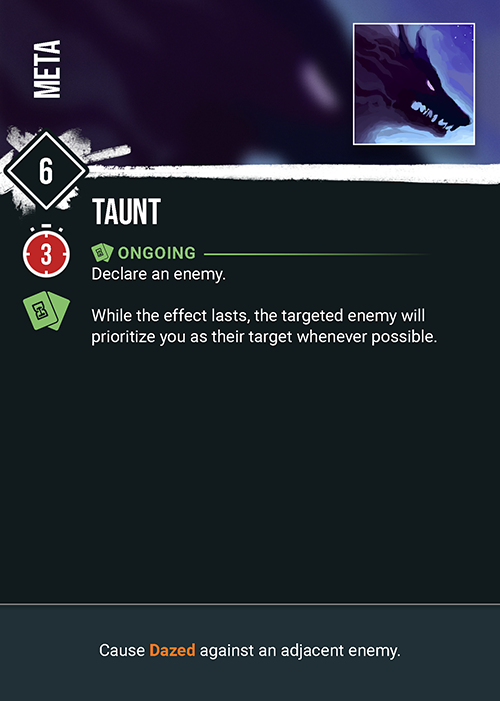 META
6
TAUNT
3
ONGOING
Declare an enemy.
While the effect lasts, the targeted enemy will
prioritize you as their target whenever possible.
Cause Dazed against an adjacent enemy.